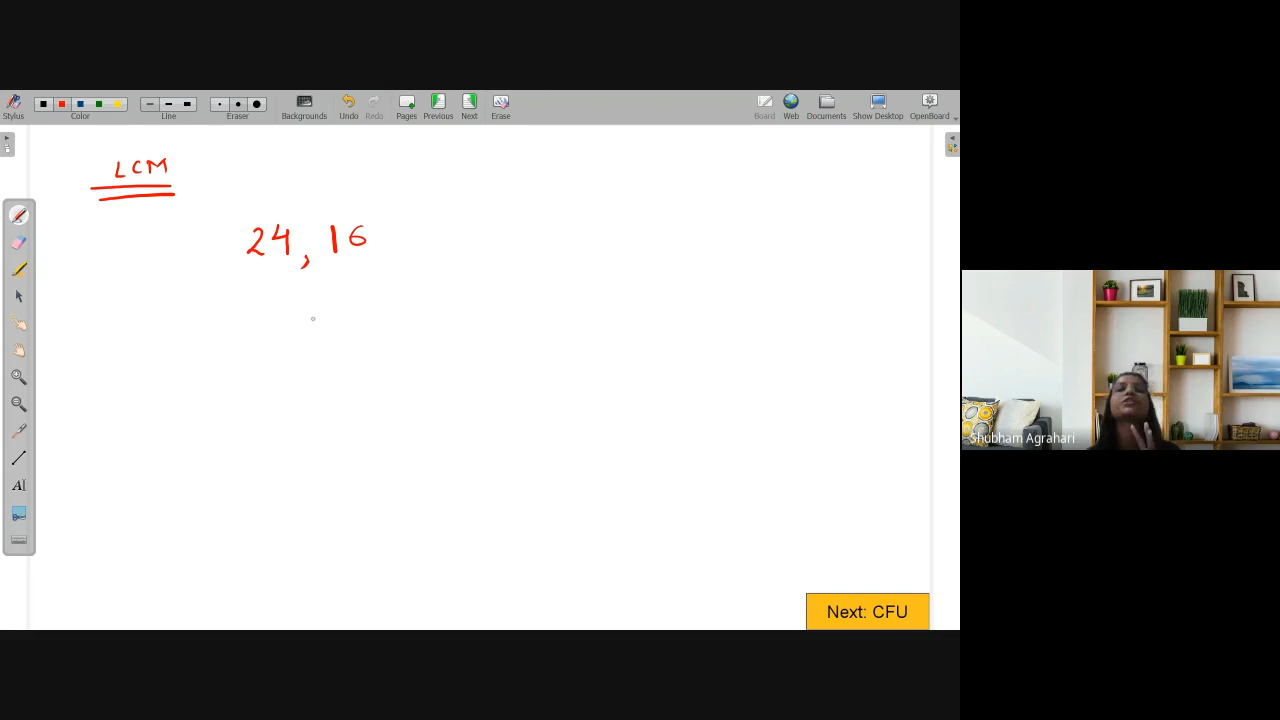 Stylus Color Line Eraser Backgrounds Undo Redo Pages Previous Next Erase Board Web Documents Show Desktop OpenBoard
LCM
24, 16
AI
Shubham Agrahari
Next: CFU